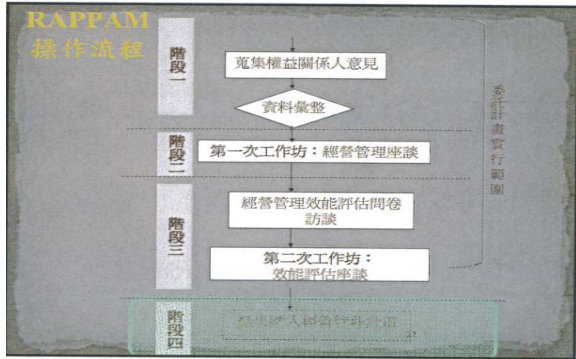 RAPPAM
操作流程
階段一
蒐集權益關係人意見
資料彙整
委託計畫實行範圍
階段二
第一次工作坊：經營管理座談
階段三
經營管理效能評估問卷
訪談
第二次工作坊：
效能評估座談
階段四